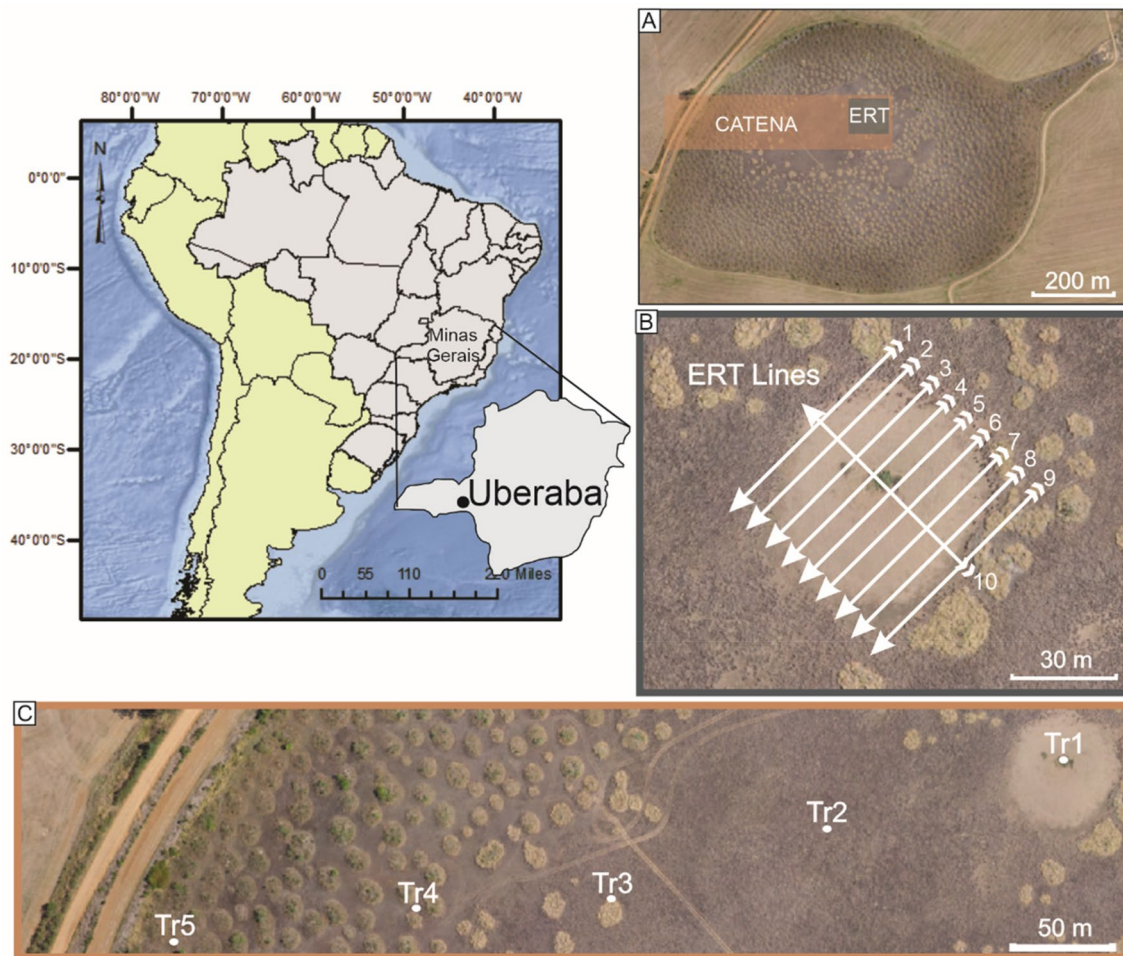 80°0'0"W 70°0'0"W 60°0'0"W 50°0'0"W 40°0'0"W
N
0°0'0"S
10°0'0"S
20°0'0"S
30°0'0"S
40°0'0"S
Minas
Gerais
Uberaba
0 55 110 220 Miles
A
CATENA
ERT
200 m
B
ERT Lines
1
2
3
4
5
6
7
8
9
10
30 m
C
Tr1
Tr2
Tr3
Tr4
Tr5
50 m